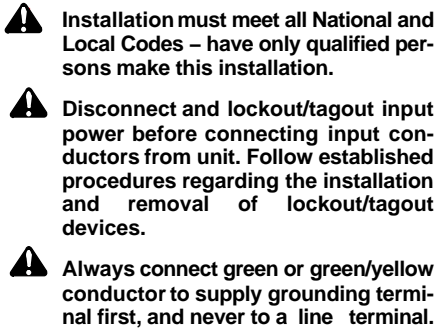 Installation must meet all National and
Local Codes – have only qualified per-
sons make this installation.
Disconnect and lockout/tagout input
power before connecting input con-
ductors from unit. Follow established
procedures regarding the installation
and removal of lockout/tagout
devices.
Always connect green or green/yellow
conductor to supply grounding termi-
nal first, and never to a line terminal.